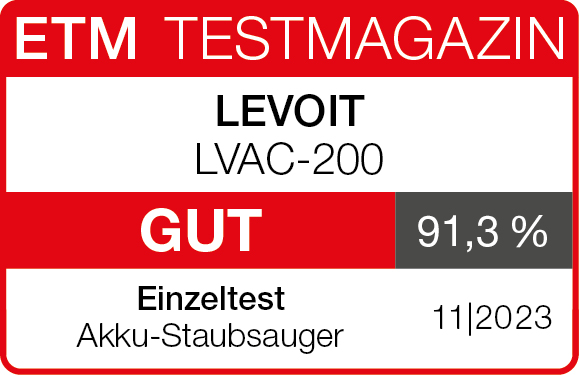 ETM TESTMAGAZIN
LEVOIT
LVAC-200
GUT 91,3 %
Einzeltest
Akku-Staubsauger
11|2023